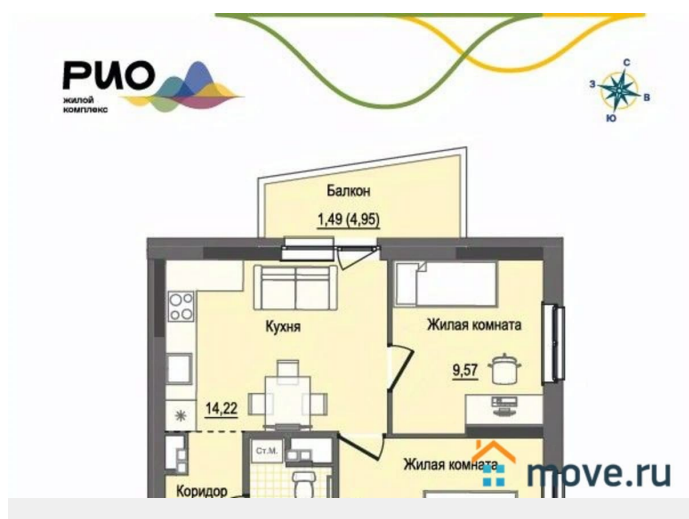 РИО
жилой
комплекс
С
З
В
Ю
Балкон
1,49 (4,95)
Кухня
Жилая комната
9,57
14,22
Ст.М.
Жилая комната
Коридор
move.ru